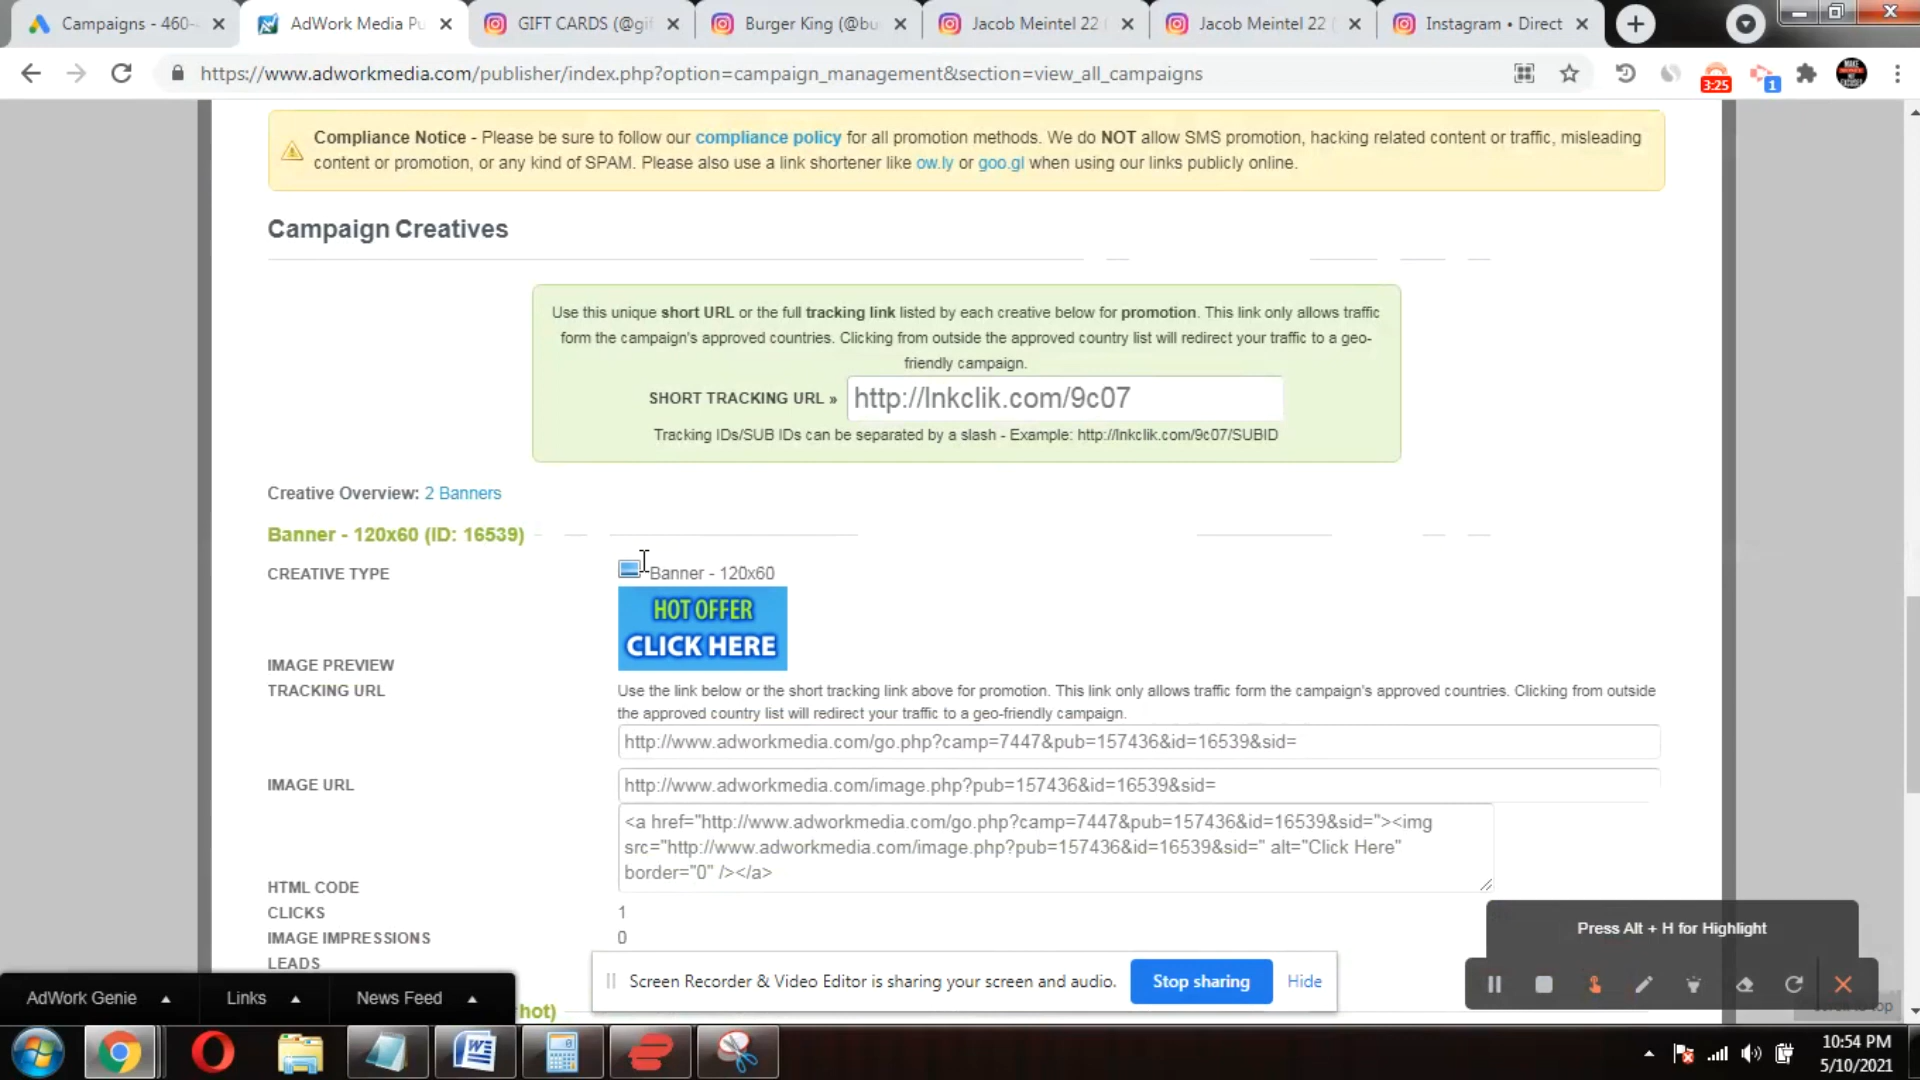 Campaigns - 460-
AdWork Media Pu
GIFT CARDS (@gif
Burger King (@bu
Jacob Meintel 22
Jacob Meintel 22
Instagram • Direct
https://www.adworkmedia.com/publisher/index.php?option=campaign_management&section=view_all_campaigns
3:25
1
Compliance Notice - Please be sure to follow our compliance policy for all promotion methods. We do NOT allow SMS promotion, hacking related content or traffic, misleading
content or promotion, or any kind of SPAM. Please also use a link shortener like ow.ly or goo.gl when using our links publicly online.
Campaign Creatives
Use this unique short URL or the full tracking link listed by each creative below for promotion. This link only allows traffic
form the campaign's approved countries. Clicking from outside the approved country list will redirect your traffic to a geo-
friendly campaign.
SHORT TRACKING URL » http://lnkclik.com/9c07
Tracking IDs/SUB IDs can be separated by a slash - Example: http://lnkclik.com/9c07/SUBID
Creative Overview: 2 Banners
Banner - 120x60 (ID: 16539)
CREATIVE TYPE
Banner - 120x60
HOT OFFER
CLICK HERE
IMAGE PREVIEW
TRACKING URL
Use the link below or the short tracking link above for promotion. This link only allows traffic form the campaign's approved countries. Clicking from outside
the approved country list will redirect your traffic to a geo-friendly campaign.
http://www.adworkmedia.com/go.php?camp=7447&pub=157436&id=16539&sid=
IMAGE URL
http://www.adworkmedia.com/image.php?pub=157436&id=16539&sid=
<a href="http://www.adworkmedia.com/go.php?camp=7447&pub=157436&id=16539&sid="><img
src="http://www.adworkmedia.com/image.php?pub=157436&id=16539&sid=" alt="Click Here"
border="0" /></a>
HTML CODE
CLICKS 1
IMAGE IMPRESSIONS 0
LEADS
Press Alt + H for Highlight
Screen Recorder & Video Editor is sharing your screen and audio.
Stop sharing
Hide
AdWork Genie
Links
News Feed
hot)
Scroll to top
10:54 PM
5/10/2021